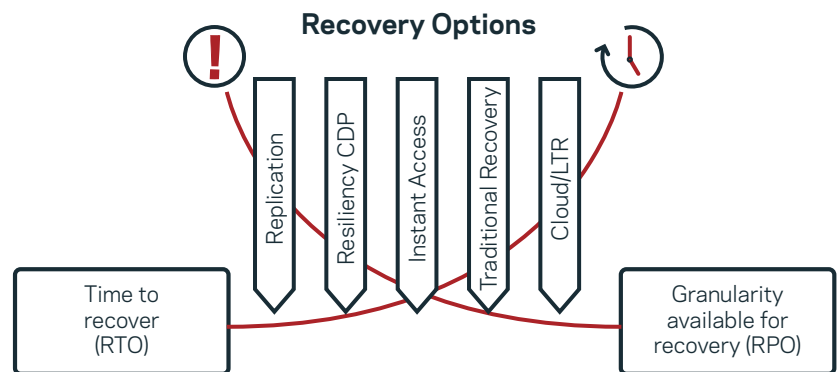 Recovery Options
!
Replication
Resiliency CDP
Instant Access
Traditional Recovery
Cloud/LTR
Time to
recover
(RTO)
Granularity
available for
recovery (RPO)